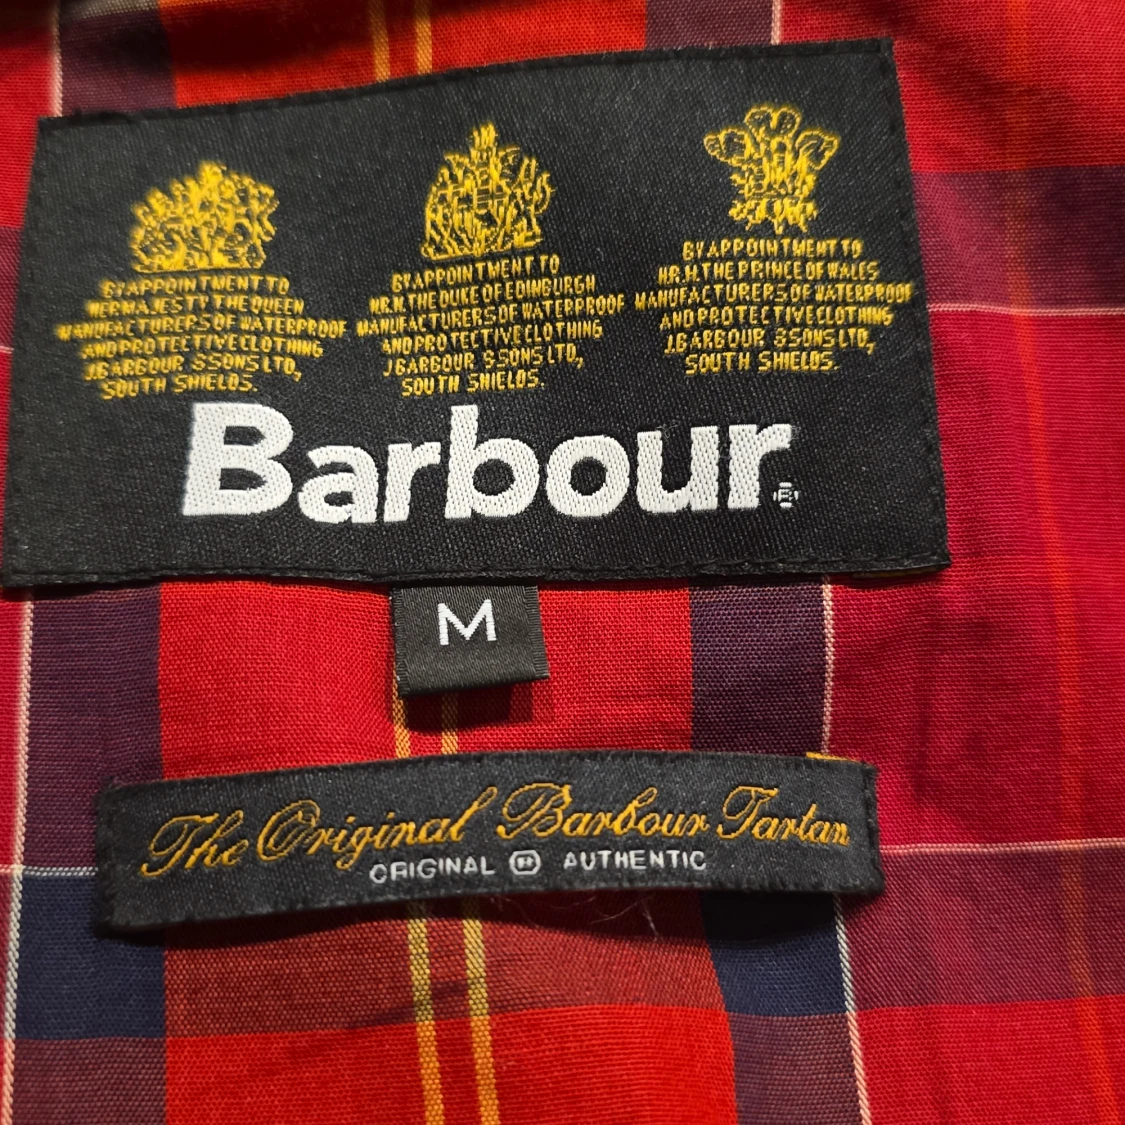 BY APPOINTMENT TO
HER MAJESTY THE QUEEN
MANUFACTURERS OF WATERPROOF
AND PROTECTIVE CLOTHING
J.BARBOUR & SONS LTD,
SOUTH SHIELDS.
BY APPOINTMENT TO
H.R.H. THE DUKE OF EDINBURGH
MANUFACTURERS OF WATERPROOF
AND PROTECTIVE CLOTHING
J.BARBOUR & SONS LTD,
SOUTH SHIELDS.
BY APPOINTMENT TO
H.R.H. THE PRINCE OF WALES
MANUFACTURERS OF WATERPROOF
AND PROTECTIVE CLOTHING
J.BARBOUR & SONS LTD,
SOUTH SHIELDS.
Barbour®
M
The Original Barbour Tartan
ORIGINAL AUTHENTIC